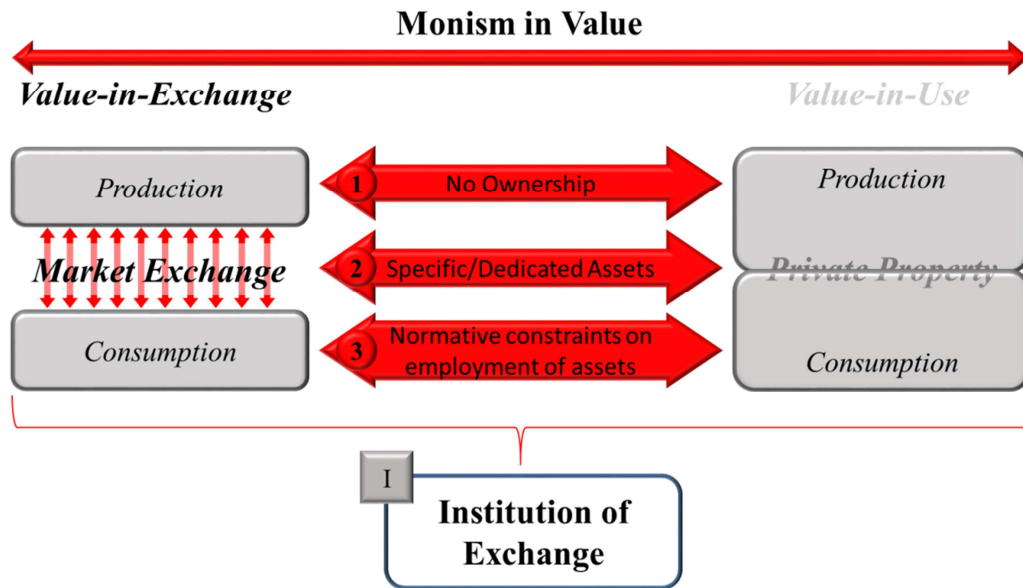 Monism in Value
Value-in-Exchange
Value-in-Use
Production
1
No Ownership
Production
Market Exchange
2
Specific/Dedicated Assets
Private Property
Consumption
3
Normative constraints on
employment of assets
Consumption
I
Institution of
Exchange